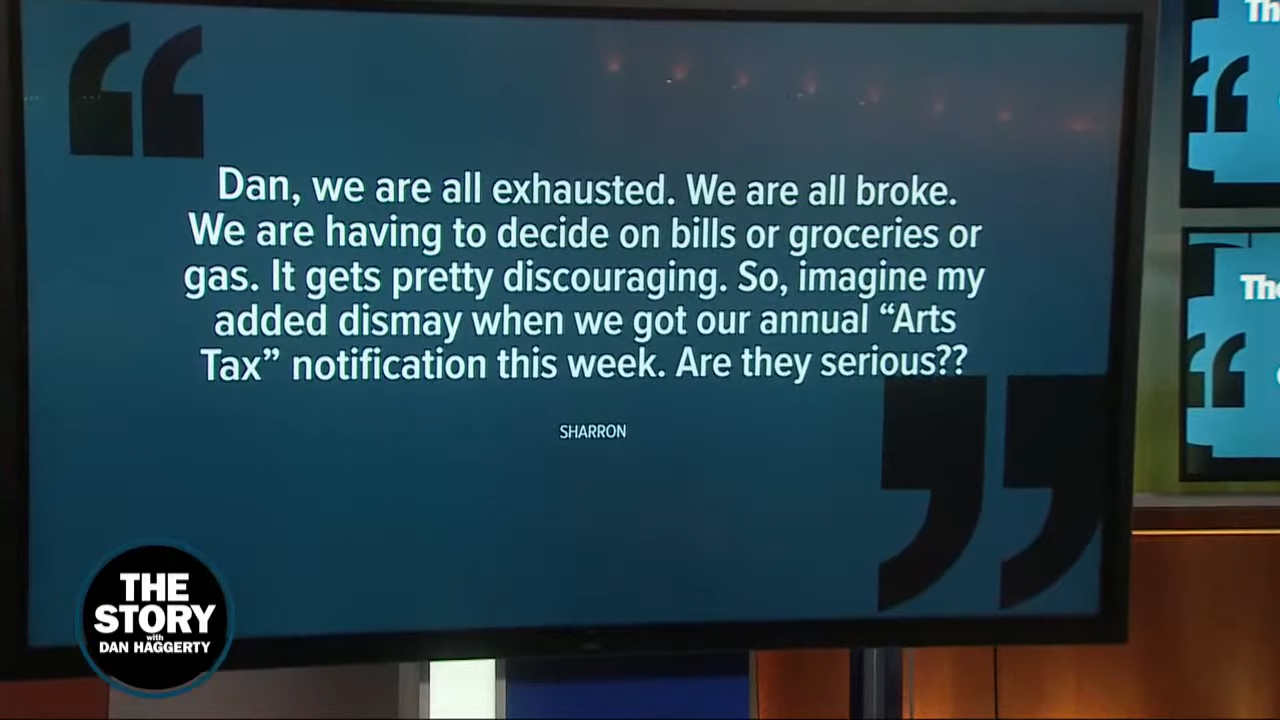 Dan, we are all exhausted. We are all broke.
We are having to decide on bills or groceries or
gas. It gets pretty discouraging. So, imagine my
added dismay when we got our annual “Arts
Tax” notification this week. Are they serious??
SHARRON
THE
STORY
with
DAN HAGGERTY
Th
The